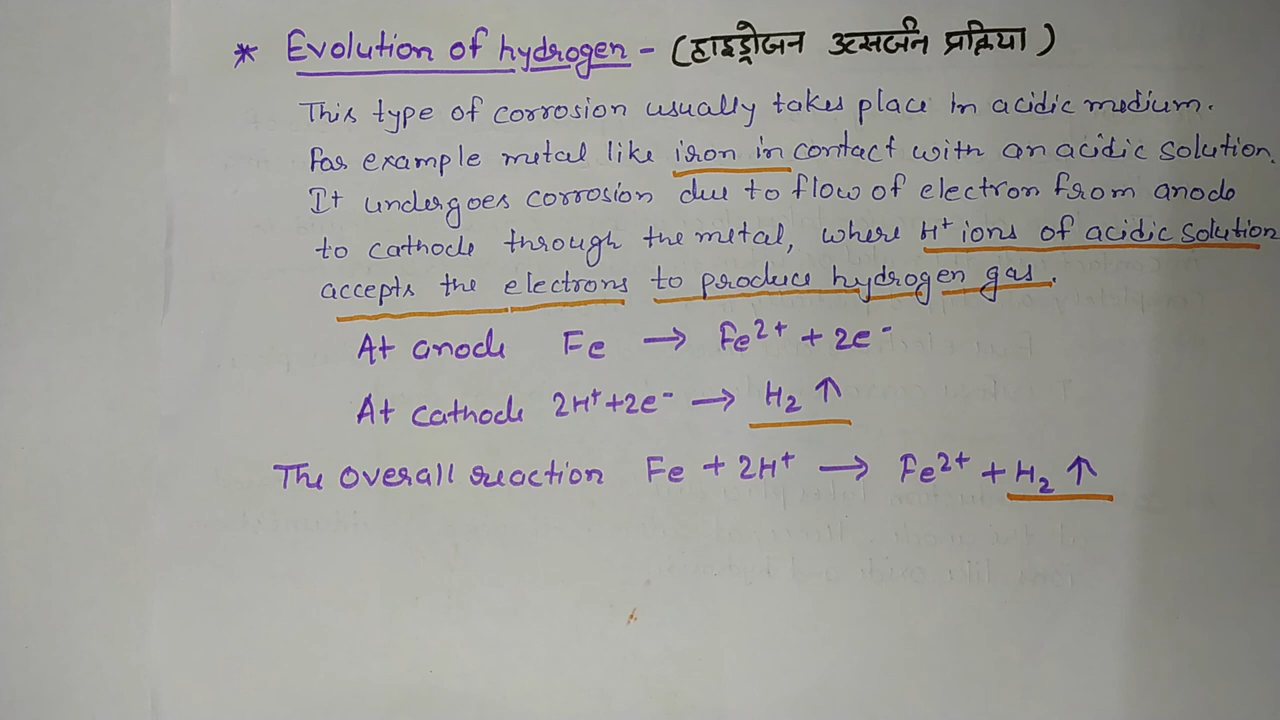 * Evolution of hydrogen - (हाइड्रोजन उत्सर्जन प्रक्रिया)
This type of corrosion usually takes place in acidic medium.
For example metal like iron in contact with an acidic solution.
It undergoes corrosion due to flow of electron from anode
to cathode through the metal, where H⁺ ions of acidic solution
accepts the electrons to produce hydrogen gas.
At anode Fe → Fe²⁺ + 2e⁻
At cathode 2H⁺ + 2e⁻ → H₂ ↑
The overall reaction Fe + 2H⁺ → Fe²⁺ + H₂ ↑